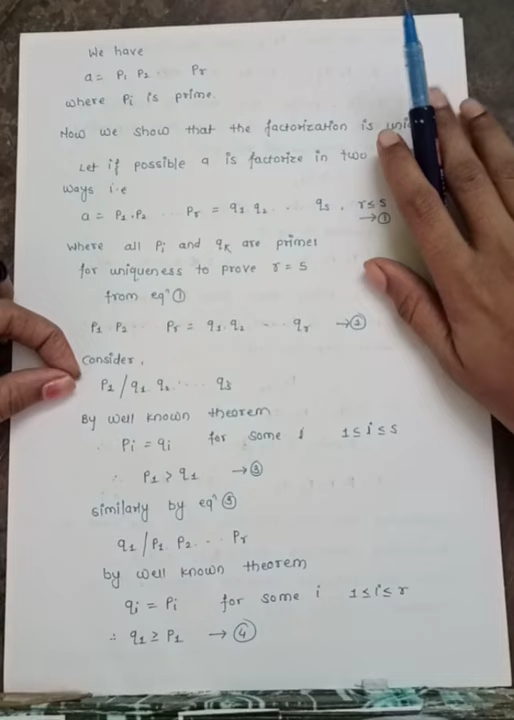 We have
a = P₁ P₂ ... Pr
where Pi is prime.
Now we show that the factorization is
Let if possible a is factorize in two
ways i.e
a = P₁.P₂ ... Pr = q₁ q₂ ... qs, r≤s →①
Where all Pi and qk are primes
for uniqueness to prove r = s
from eqⁿ ①
P₁ P₂ ... Pr = q₁.q₂ ... qr →②
Consider,
P₁/q₁ q₂ ... qs
By well known theorem
∴ Pi = qi for some i 1≤i≤s
∴ P₁ ≥ q₁ →③
similarly by eqⁿ ③
q₁/P₁ P₂ ... Pr
by well known theorem
qi = Pi for some i 1≤i≤r
∴ q₁ ≥ P₁ →④